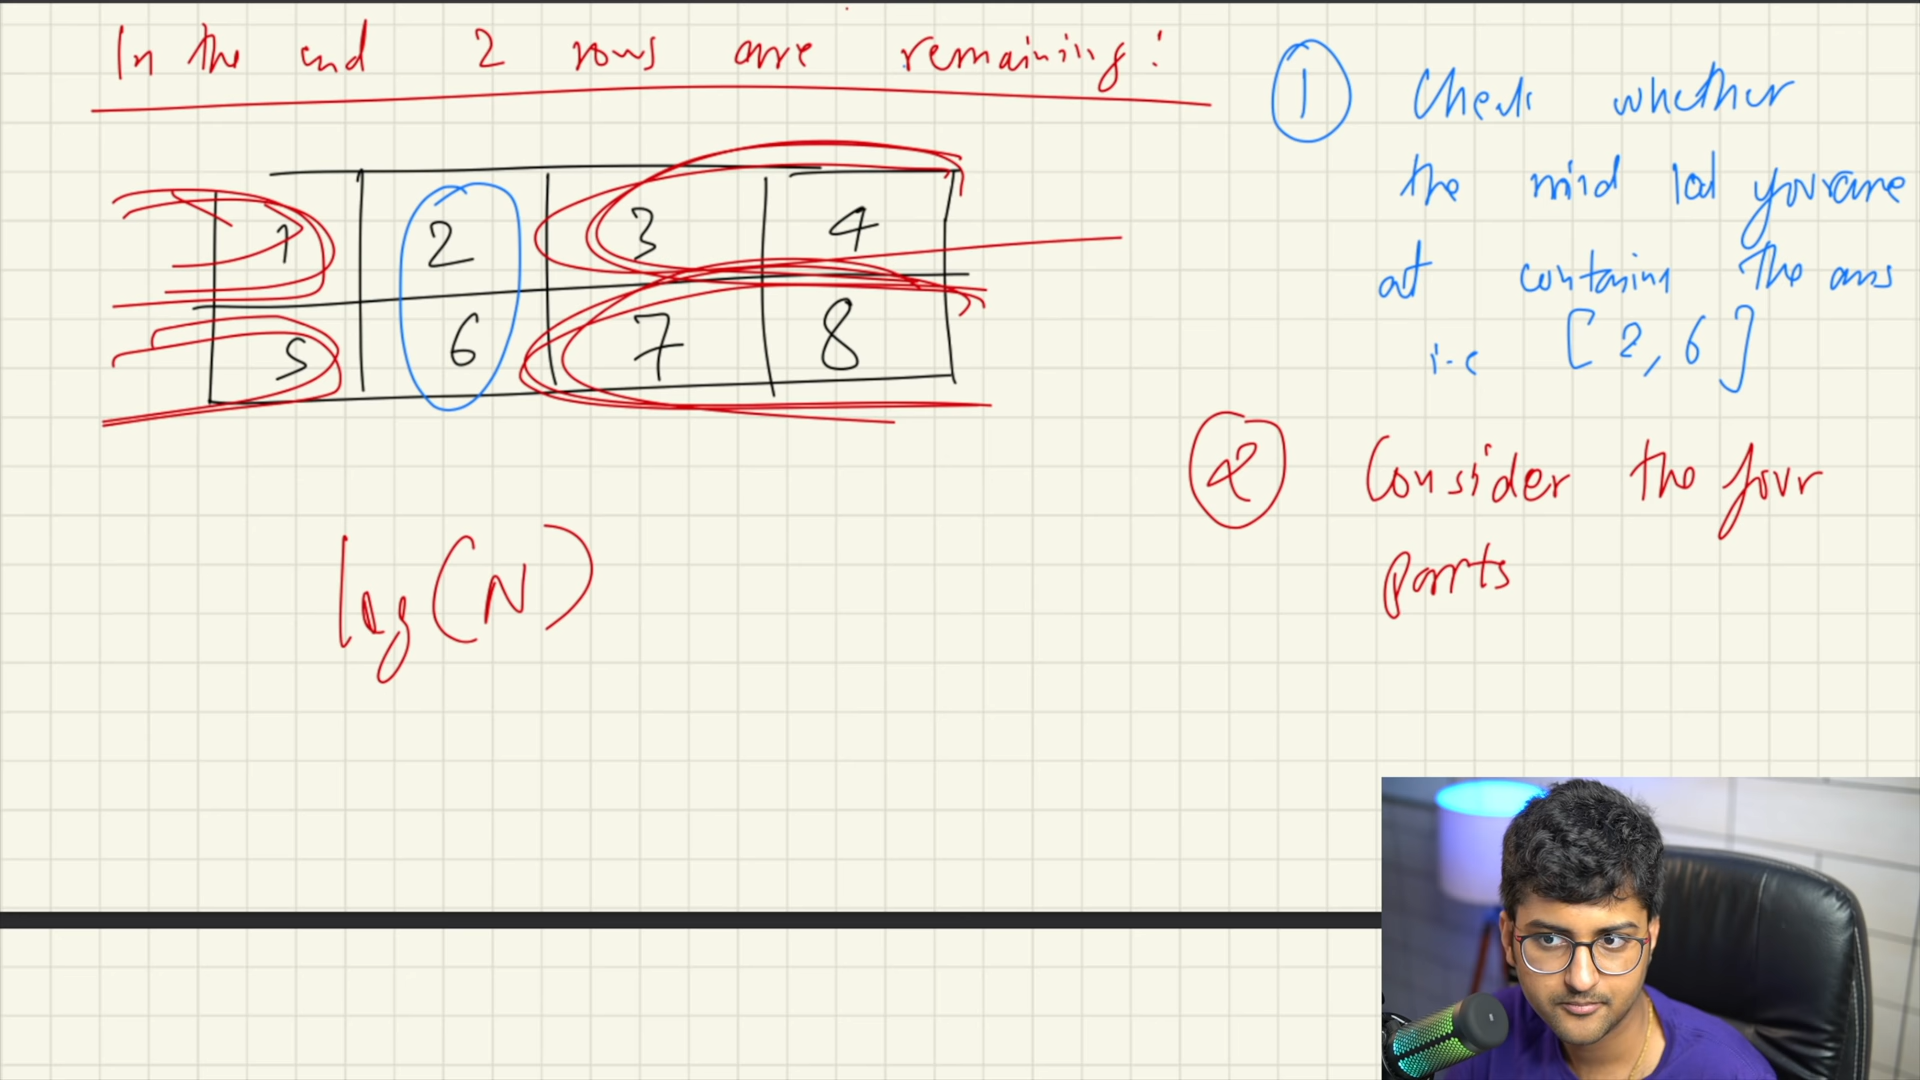 In the end 2 rows are remaining:
1 2 3 4
5 6 7 8
log(N)
① Check whether
the mid col you are
at contains the ans
i.e [2, 6]
② Consider the four
parts